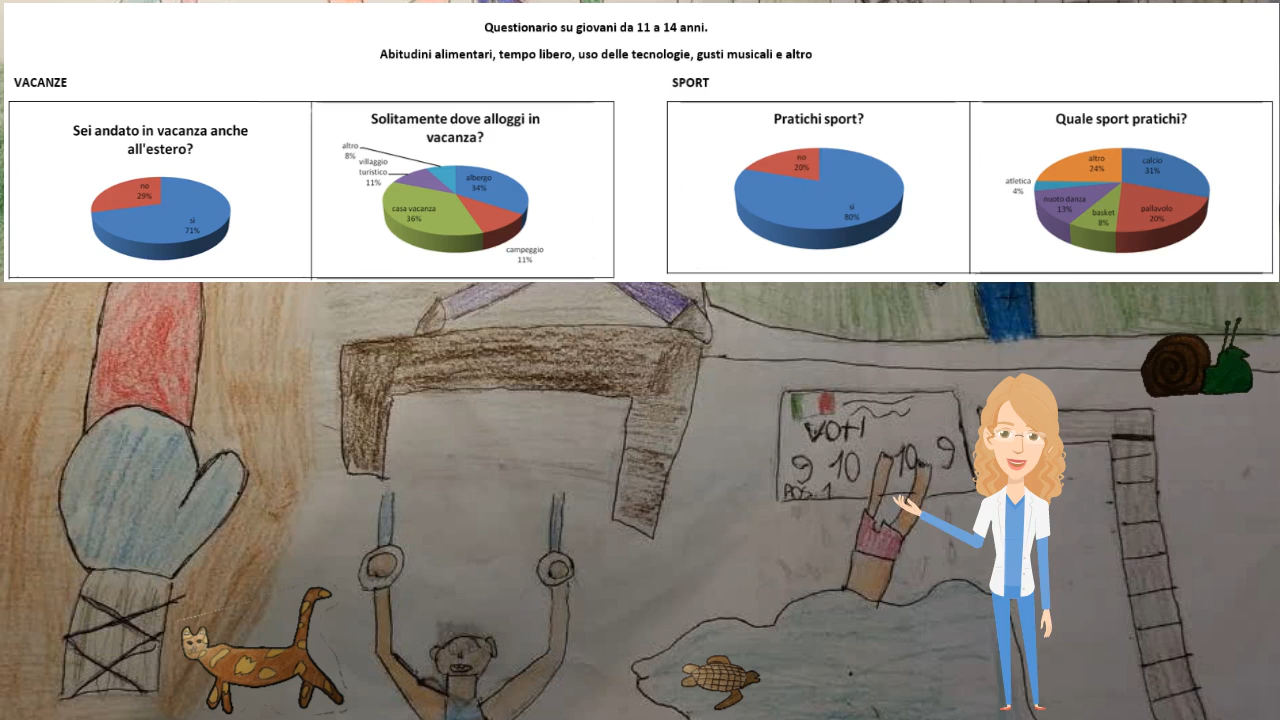 Questionario su giovani da 11 a 14 anni.
Abitudini alimentari, tempo libero, uso delle tecnologie, gusti musicali e altro
VACANZE
Sei andato in vacanza anche
all'estero?
no
29%
si
71%
Solitamente dove alloggi in
vacanza?
altro
8%
villaggio
turistico
11%
albergo
34%
casa vacanza
36%
campeggio
11%
SPORT
Pratichi sport?
no
20%
si
80%
Quale sport pratichi?
altro
24%
calcio
31%
atletica
4%
nuoto danza
13%
basket
8%
pallavolo
20%
VOTI
9 10 10 9
POS. 1